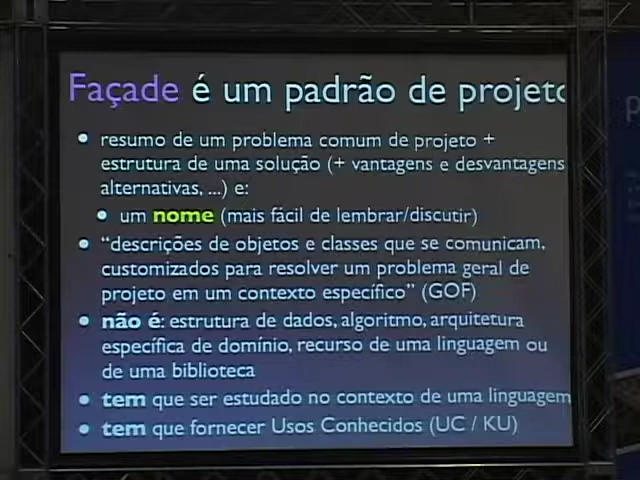 Façade é um padrão de projeto
resumo de um problema comum de projeto +
estrutura de uma solução (+ vantagens e desvantagens
alternativas, ...) e:
um nome (mais fácil de lembrar/discutir)
“descrições de objetos e classes que se comunicam,
customizados para resolver um problema geral de
projeto em um contexto específico” (GOF)
não é: estrutura de dados, algoritmo, arquitetura
específica de domínio, recurso de uma linguagem ou
de uma biblioteca
tem que ser estudado no contexto de uma linguagem
tem que fornecer Usos Conhecidos (UC / KU)